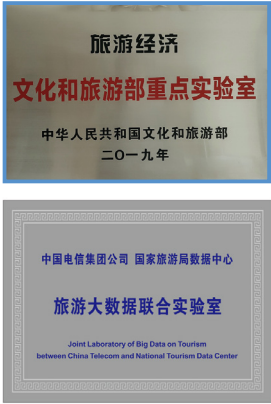 旅游经济
文化和旅游部重点实验室
中华人民共和国文化和旅游部
二〇一九年
中国电信集团公司 国家旅游局数据中心
旅游大数据联合实验室
Joint Laboratory of Big Data on Tourism
between China Telecom and National Tourism Data Center